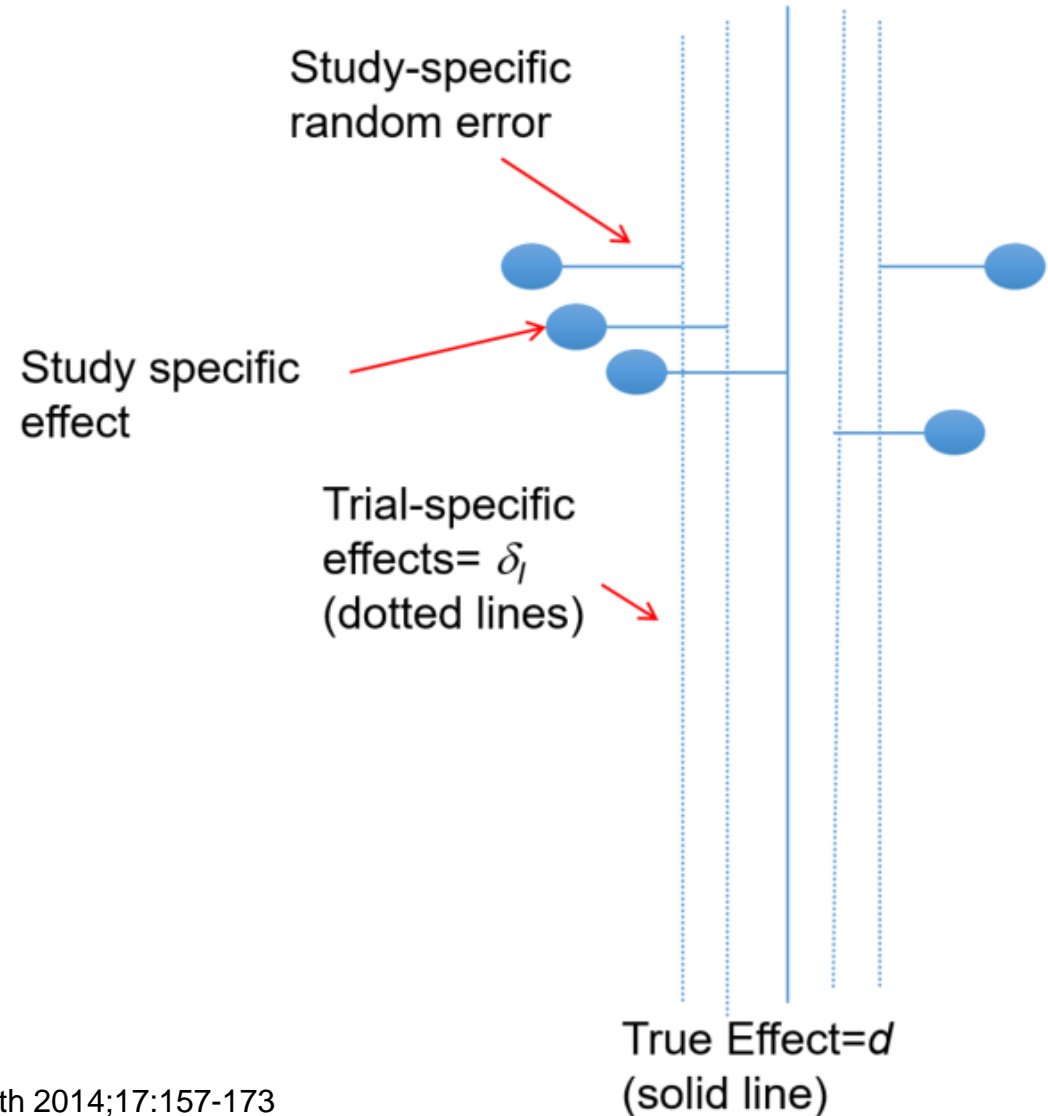 Study-specific
random error
Study specific
effect
Trial-specific
effects= δI
(dotted lines)
True Effect=d
(solid line)
th 2014;17:157-173